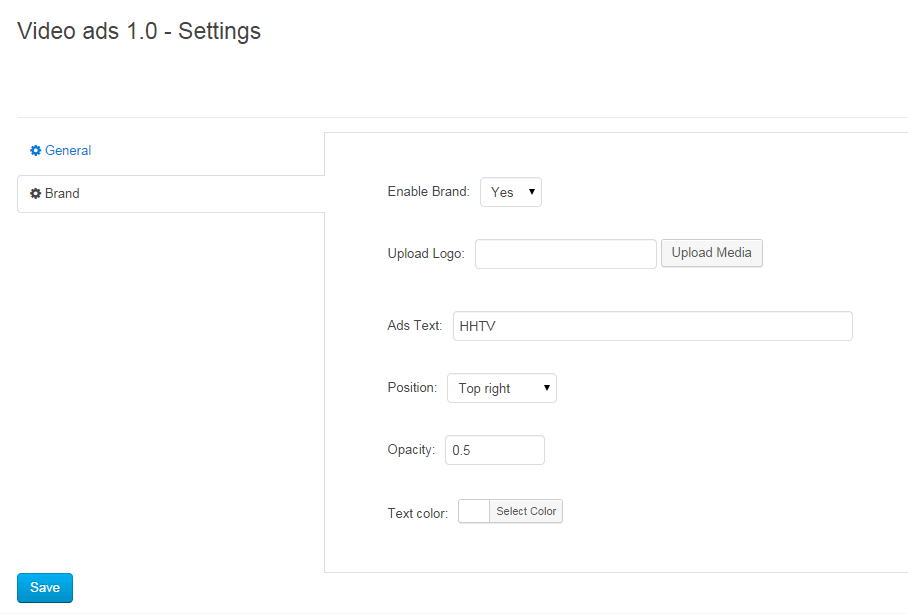 Video ads 1.0 - Settings
General
Brand
Enable Brand: Yes
Upload Logo: Upload Media
Ads Text: HHTV
Position: Top right
Opacity: 0.5
Text color: Select Color
Save